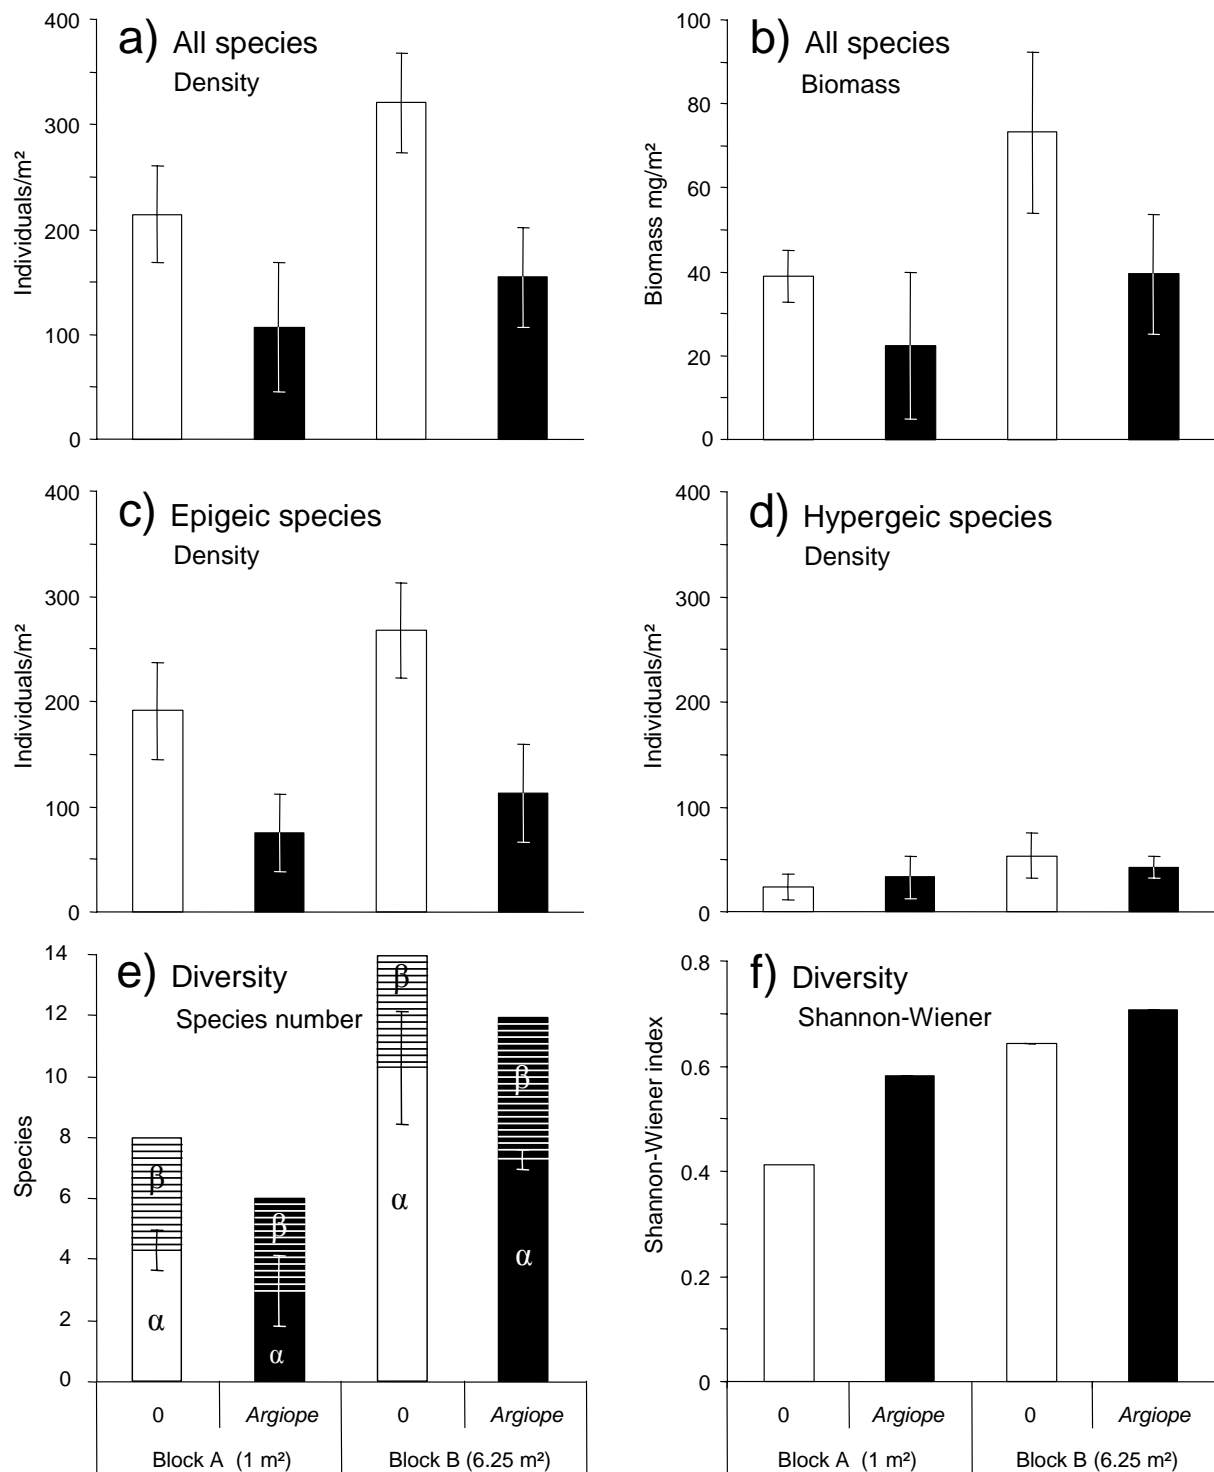 a) All species
Density
400
300
200
100
0
Individuals/m²
b) All species
Biomass
100
80
60
40
20
0
Biomass mg/m²
c) Epigeic species
Density
400
300
200
100
0
Individuals/m²
d) Hypergeic species
Density
400
300
200
100
0
Individuals/m²
e) Diversity
Species number
14
12
10
8
6
4
2
0
Species
β
α
β
α
β
α
β
α
0
Argiope
0
Argiope
Block A (1 m²)
Block B (6.25 m²)
f) Diversity
Shannon-Wiener
0.8
0.6
0.4
0.2
0
Shannon-Wiener index
0
Argiope
0
Argiope
Block A (1 m²)
Block B (6.25 m²)